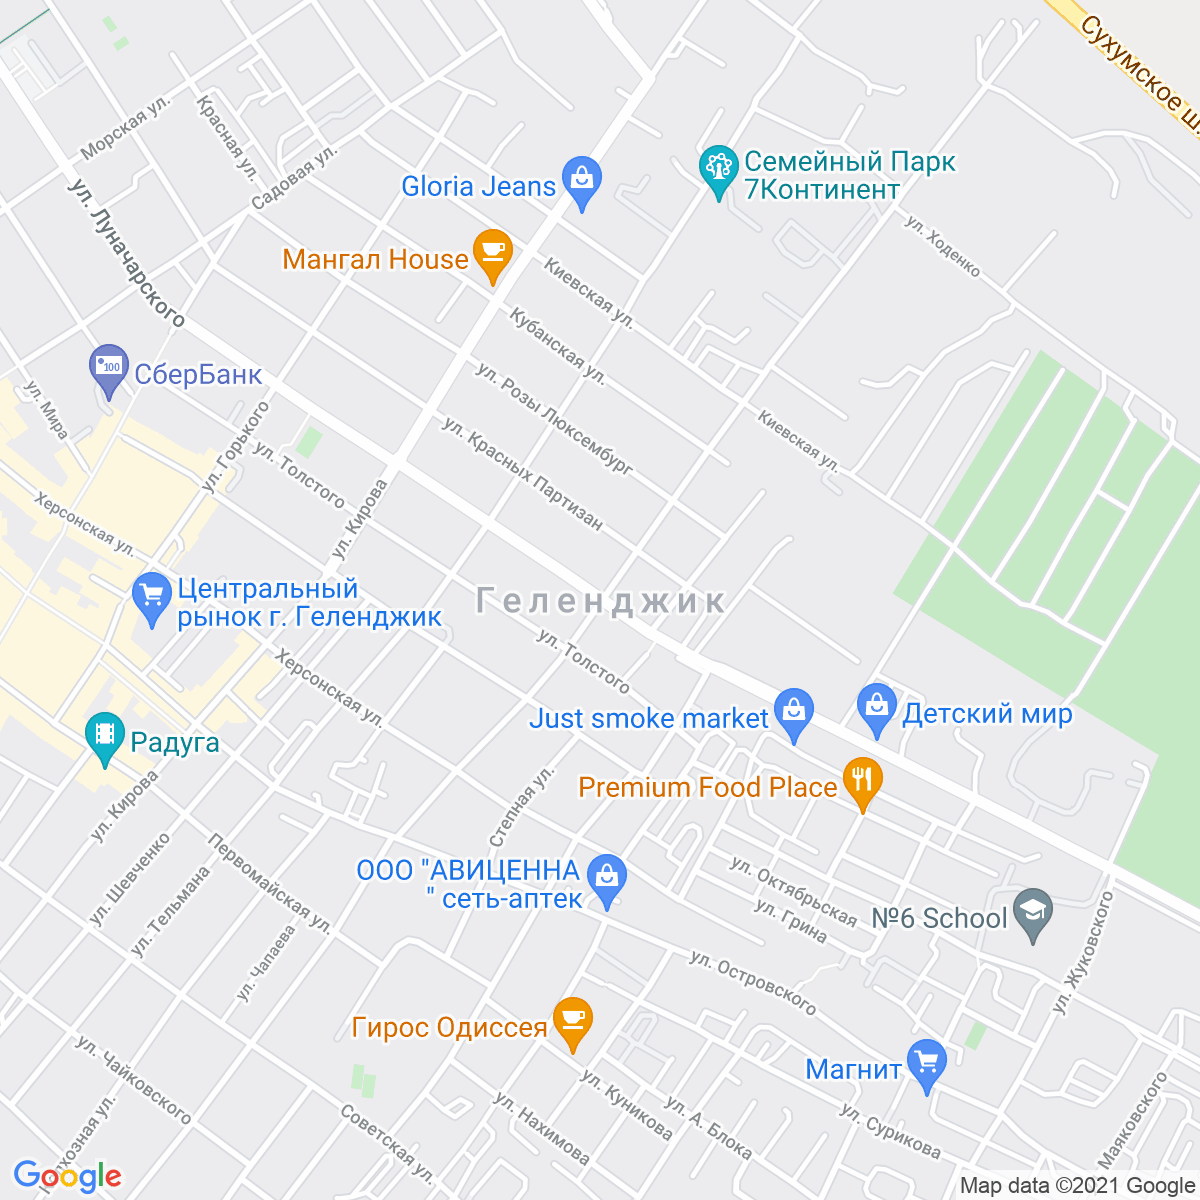 Сухумское ш.
Морская ул.
Красная ул.
Садовая ул.
ул. Луначарского
Gloria Jeans
Семейный Парк
7Континент
ул. Ходенко
Мангал House
Киевская ул.
Кубанская ул.
СберБанк
100
ул. Мира
ул. Горького
ул. Толстого
ул. Розы Люксембург
ул. Красных Партизан
Киевская ул.
Херсонская ул.
ул. Кирова
Центральный
рынок г. Геленджик
Геленджик
ул. Толстого
Херсонская ул.
Just smoke market
Детский мир
Радуга
ул. Кирова
Степная ул.
Premium Food Place
ООО "АВИЦЕННА
" сеть-аптек
ул. Шевченко
ул. Тельмана
ул. Чапаева
Первомайская ул.
ул. Октябрьская
ул. Грина
№6 School
ул. Жуковского
ул. Островского
Гирос Одиссея
Магнит
ул. Чайковского
Советская ул.
ул. Нахимова
ул. Куникова
ул. А. Блока
ул. Сурикова
Маяковского
Google
Map data ©2021 Google